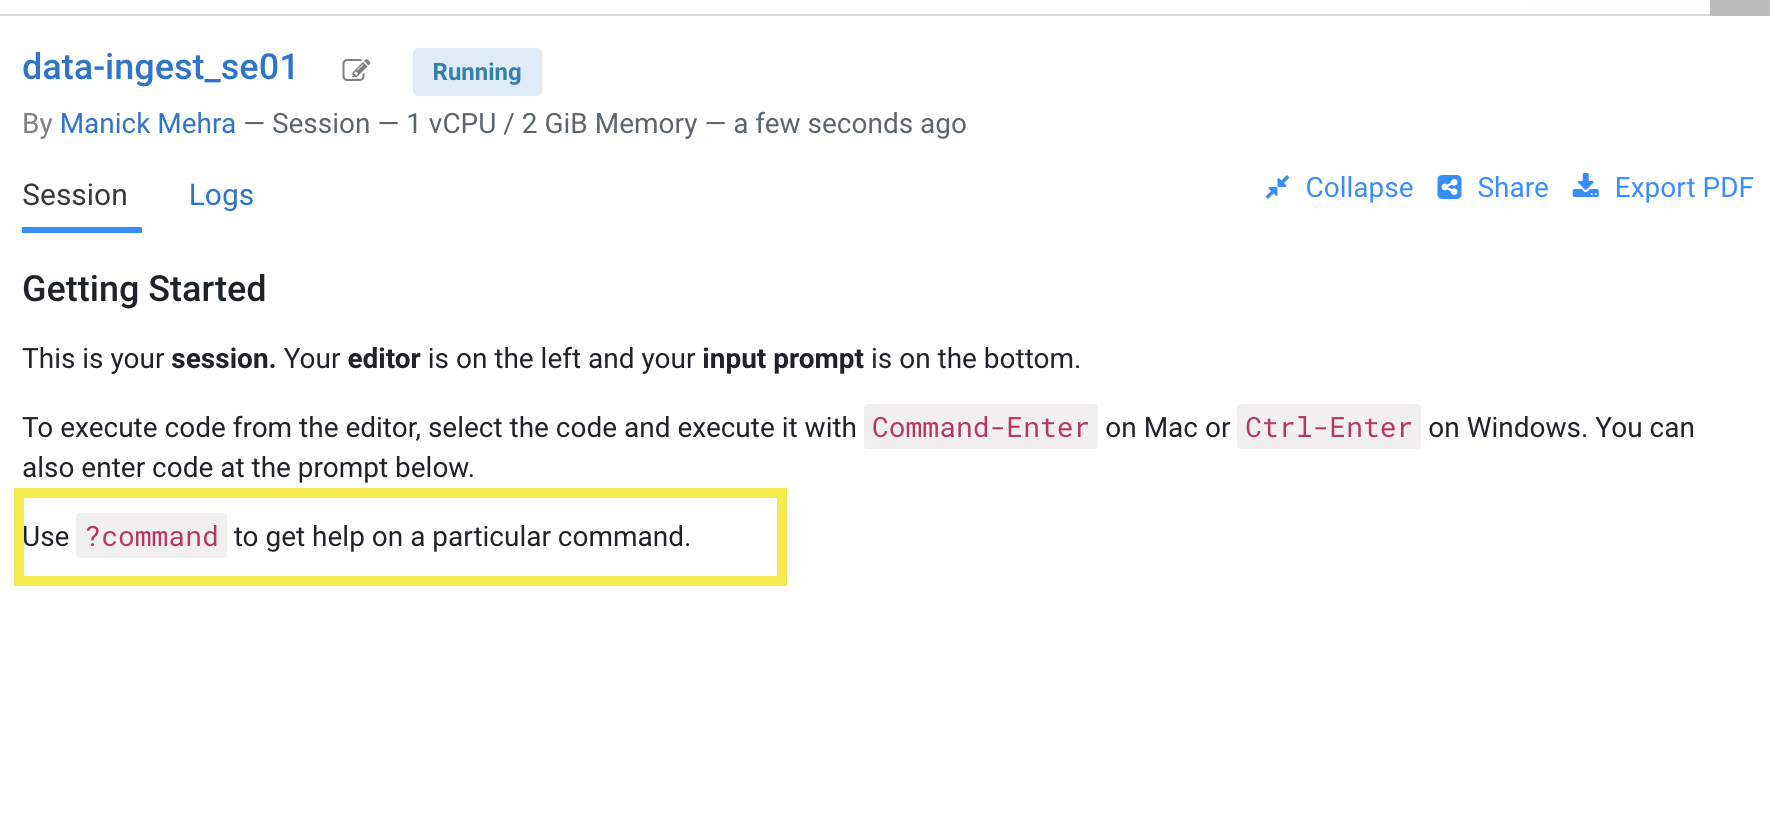 data-ingest_se01 Running
By Manick Mehra — Session — 1 vCPU / 2 GiB Memory — a few seconds ago
Session Logs Collapse Share Export PDF
Getting Started
This is your session. Your editor is on the left and your input prompt is on the bottom.
To execute code from the editor, select the code and execute it with Command-Enter on Mac or Ctrl-Enter on Windows. You can
also enter code at the prompt below.
Use ?command to get help on a particular command.